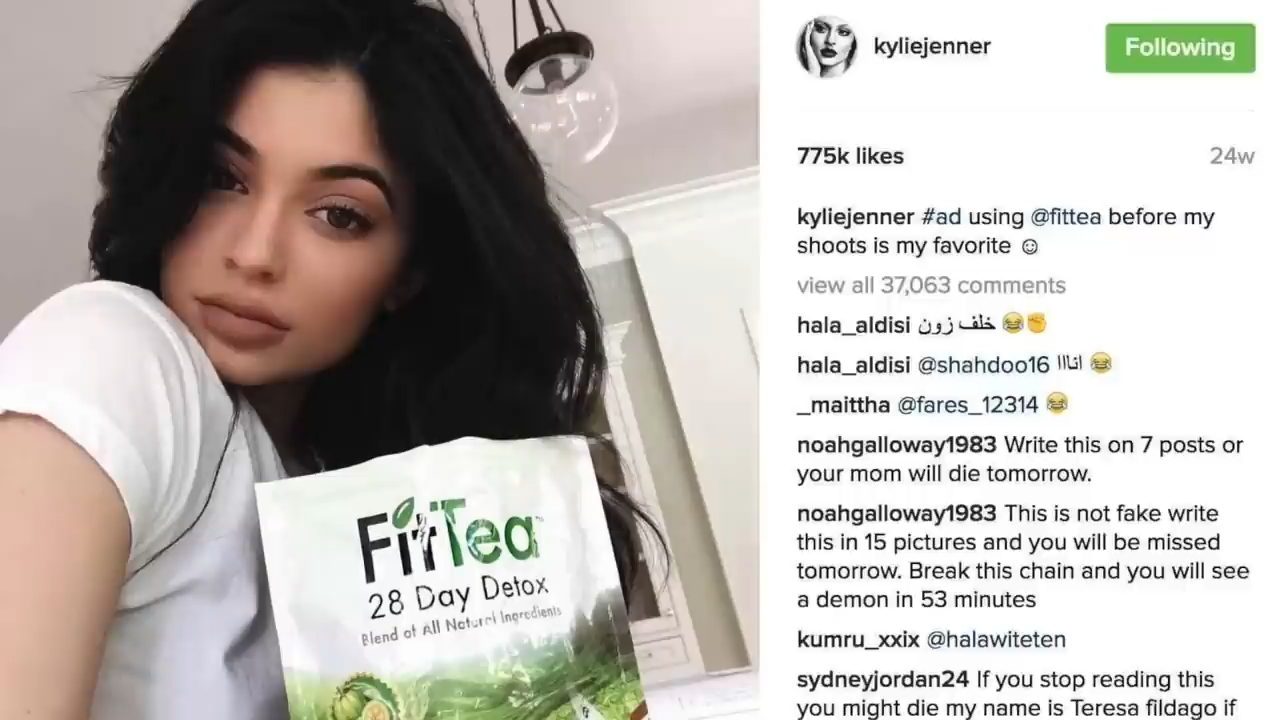 kyliejenner
Following
775k likes
24w
kyliejenner #ad using @fittea before my
shoots is my favorite ☺
view all 37,063 comments
hala_aldisi خلف زون 😂✊
hala_aldisi @shahdoo16 اناااا 😂
_maittha @fares_12314 😂
noahgalloway1983 Write this on 7 posts or
your mom will die tomorrow.
noahgalloway1983 This is not fake write
this in 15 pictures and you will be missed
tomorrow. Break this chain and you will see
a demon in 53 minutes
kumru_xxix @halawiteten
sydneyjordan24 If you stop reading this
you might die my name is Teresa fildago if
FitTea™
28 Day Detox
Blend of All Natural Ingredients